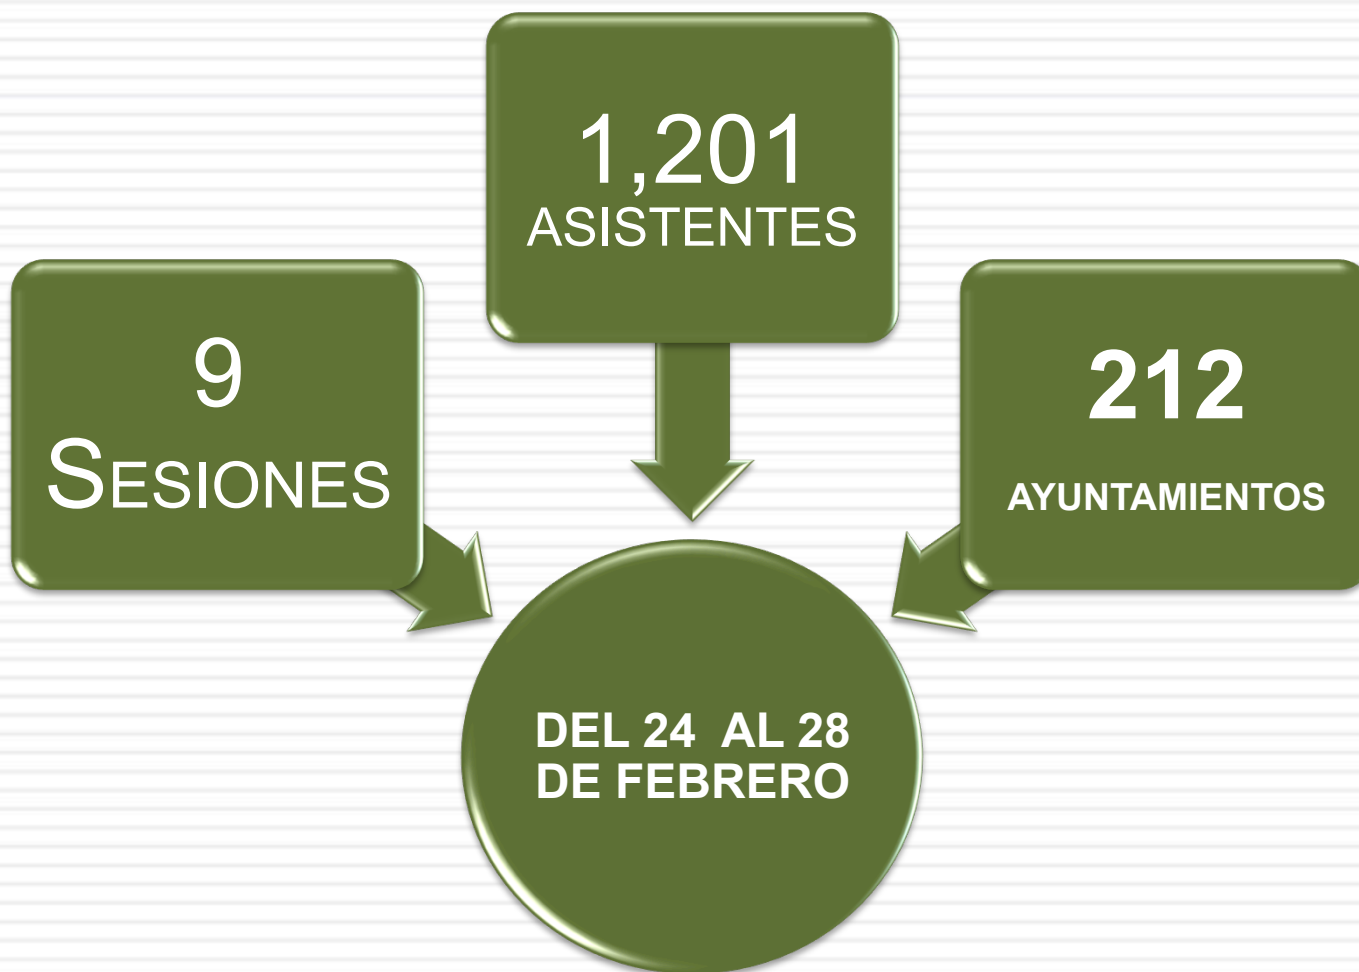 1,201
ASISTENTES
9
SESIONES
212
AYUNTAMIENTOS
DEL 24 AL 28
DE FEBRERO